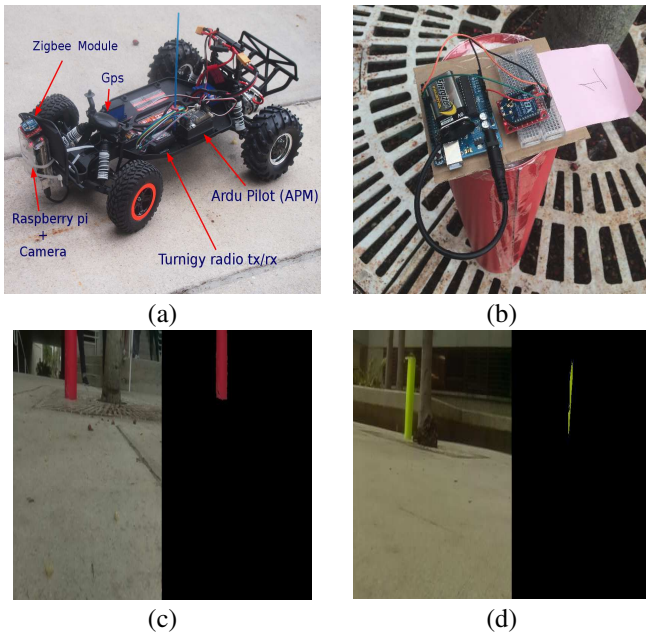 Zigbee Module
Gps
Ardu Pilot (APM)
Raspberry pi
+
Camera
Turnigy radio tx/rx
(a)
(b)
(c)
(d)